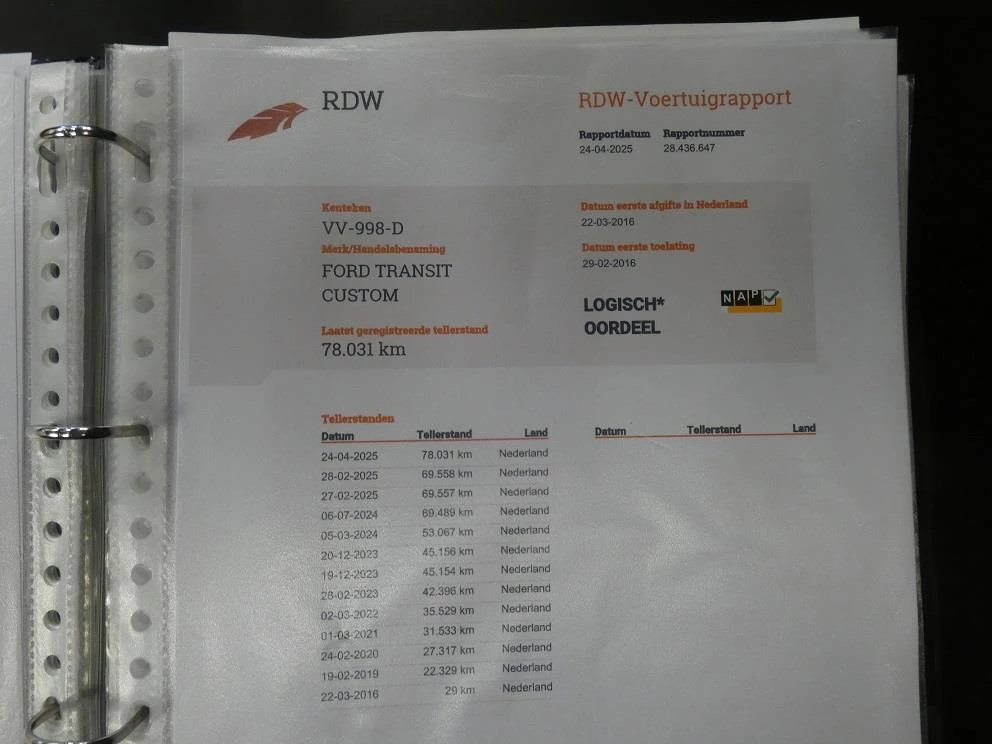 RDW
RDW-Voertuigrapport
Rapportdatum Rapportnummer
24-04-2025 28.436.647
Kenteken
VV-998-D
Merk/Handelsbenaming
FORD TRANSIT
CUSTOM
Laatst geregistreerde tellerstand
78.031 km
Datum eerste afgifte in Nederland
22-03-2016
Datum eerste toelating
29-02-2016
LOGISCH*
OORDEEL
NAP
Tellerstanden
Datum Tellerstand Land
24-04-2025 78.031 km Nederland
28-02-2025 69.558 km Nederland
27-02-2025 69.557 km Nederland
06-07-2024 69.489 km Nederland
05-03-2024 53.067 km Nederland
20-12-2023 45.156 km Nederland
19-12-2023 45.154 km Nederland
28-02-2023 42.396 km Nederland
02-03-2022 35.529 km Nederland
01-03-2021 31.533 km Nederland
24-02-2020 27.317 km Nederland
19-02-2019 22.329 km Nederland
22-03-2016 29 km Nederland
Datum Tellerstand Land